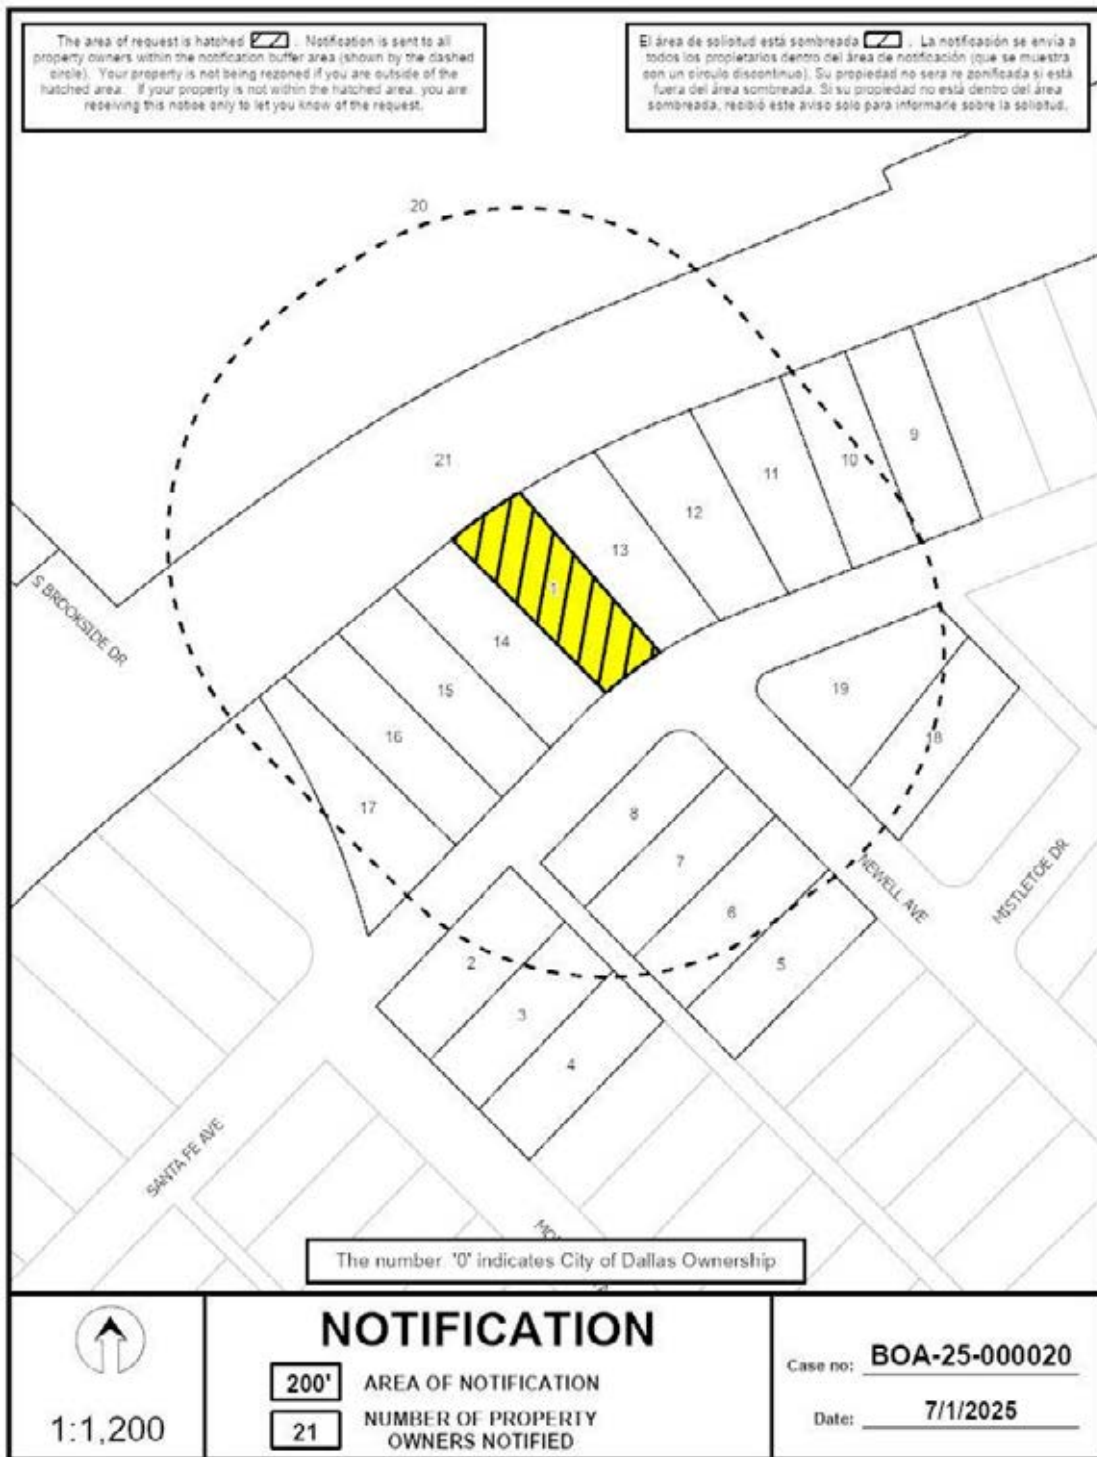 The area of request is hatched . Notification is sent to all
property owners within the notification buffer area (shown by the dashed
circle). Your property is not being rezoned if you are outside of the
hatched area. If your property is not within the hatched area, you are
receiving this notice only to let you know of the request.
El área de solicitud está sombreada . La notificación se envía a
todos los propietarios dentro del área de notificación (que se muestra
con un círculo discontinuo). Su propiedad no sera re zonificada si está
fuera del área sombreada. Si su propiedad no está dentro del área
sombreada, recibió este aviso solo para informarle sobre la solicitud.
20
21
9
10
11
12
13
1
14
15
16
17
19
18
8
7
6
5
2
3
4
S BROOKSIDE DR
NEWELL AVE
MISTLETOE DR
SANTA FE AVE
The number '0' indicates City of Dallas Ownership
1:1,200
NOTIFICATION
200' AREA OF NOTIFICATION
21 NUMBER OF PROPERTY
OWNERS NOTIFIED
Case no: BOA-25-000020
Date: 7/1/2025